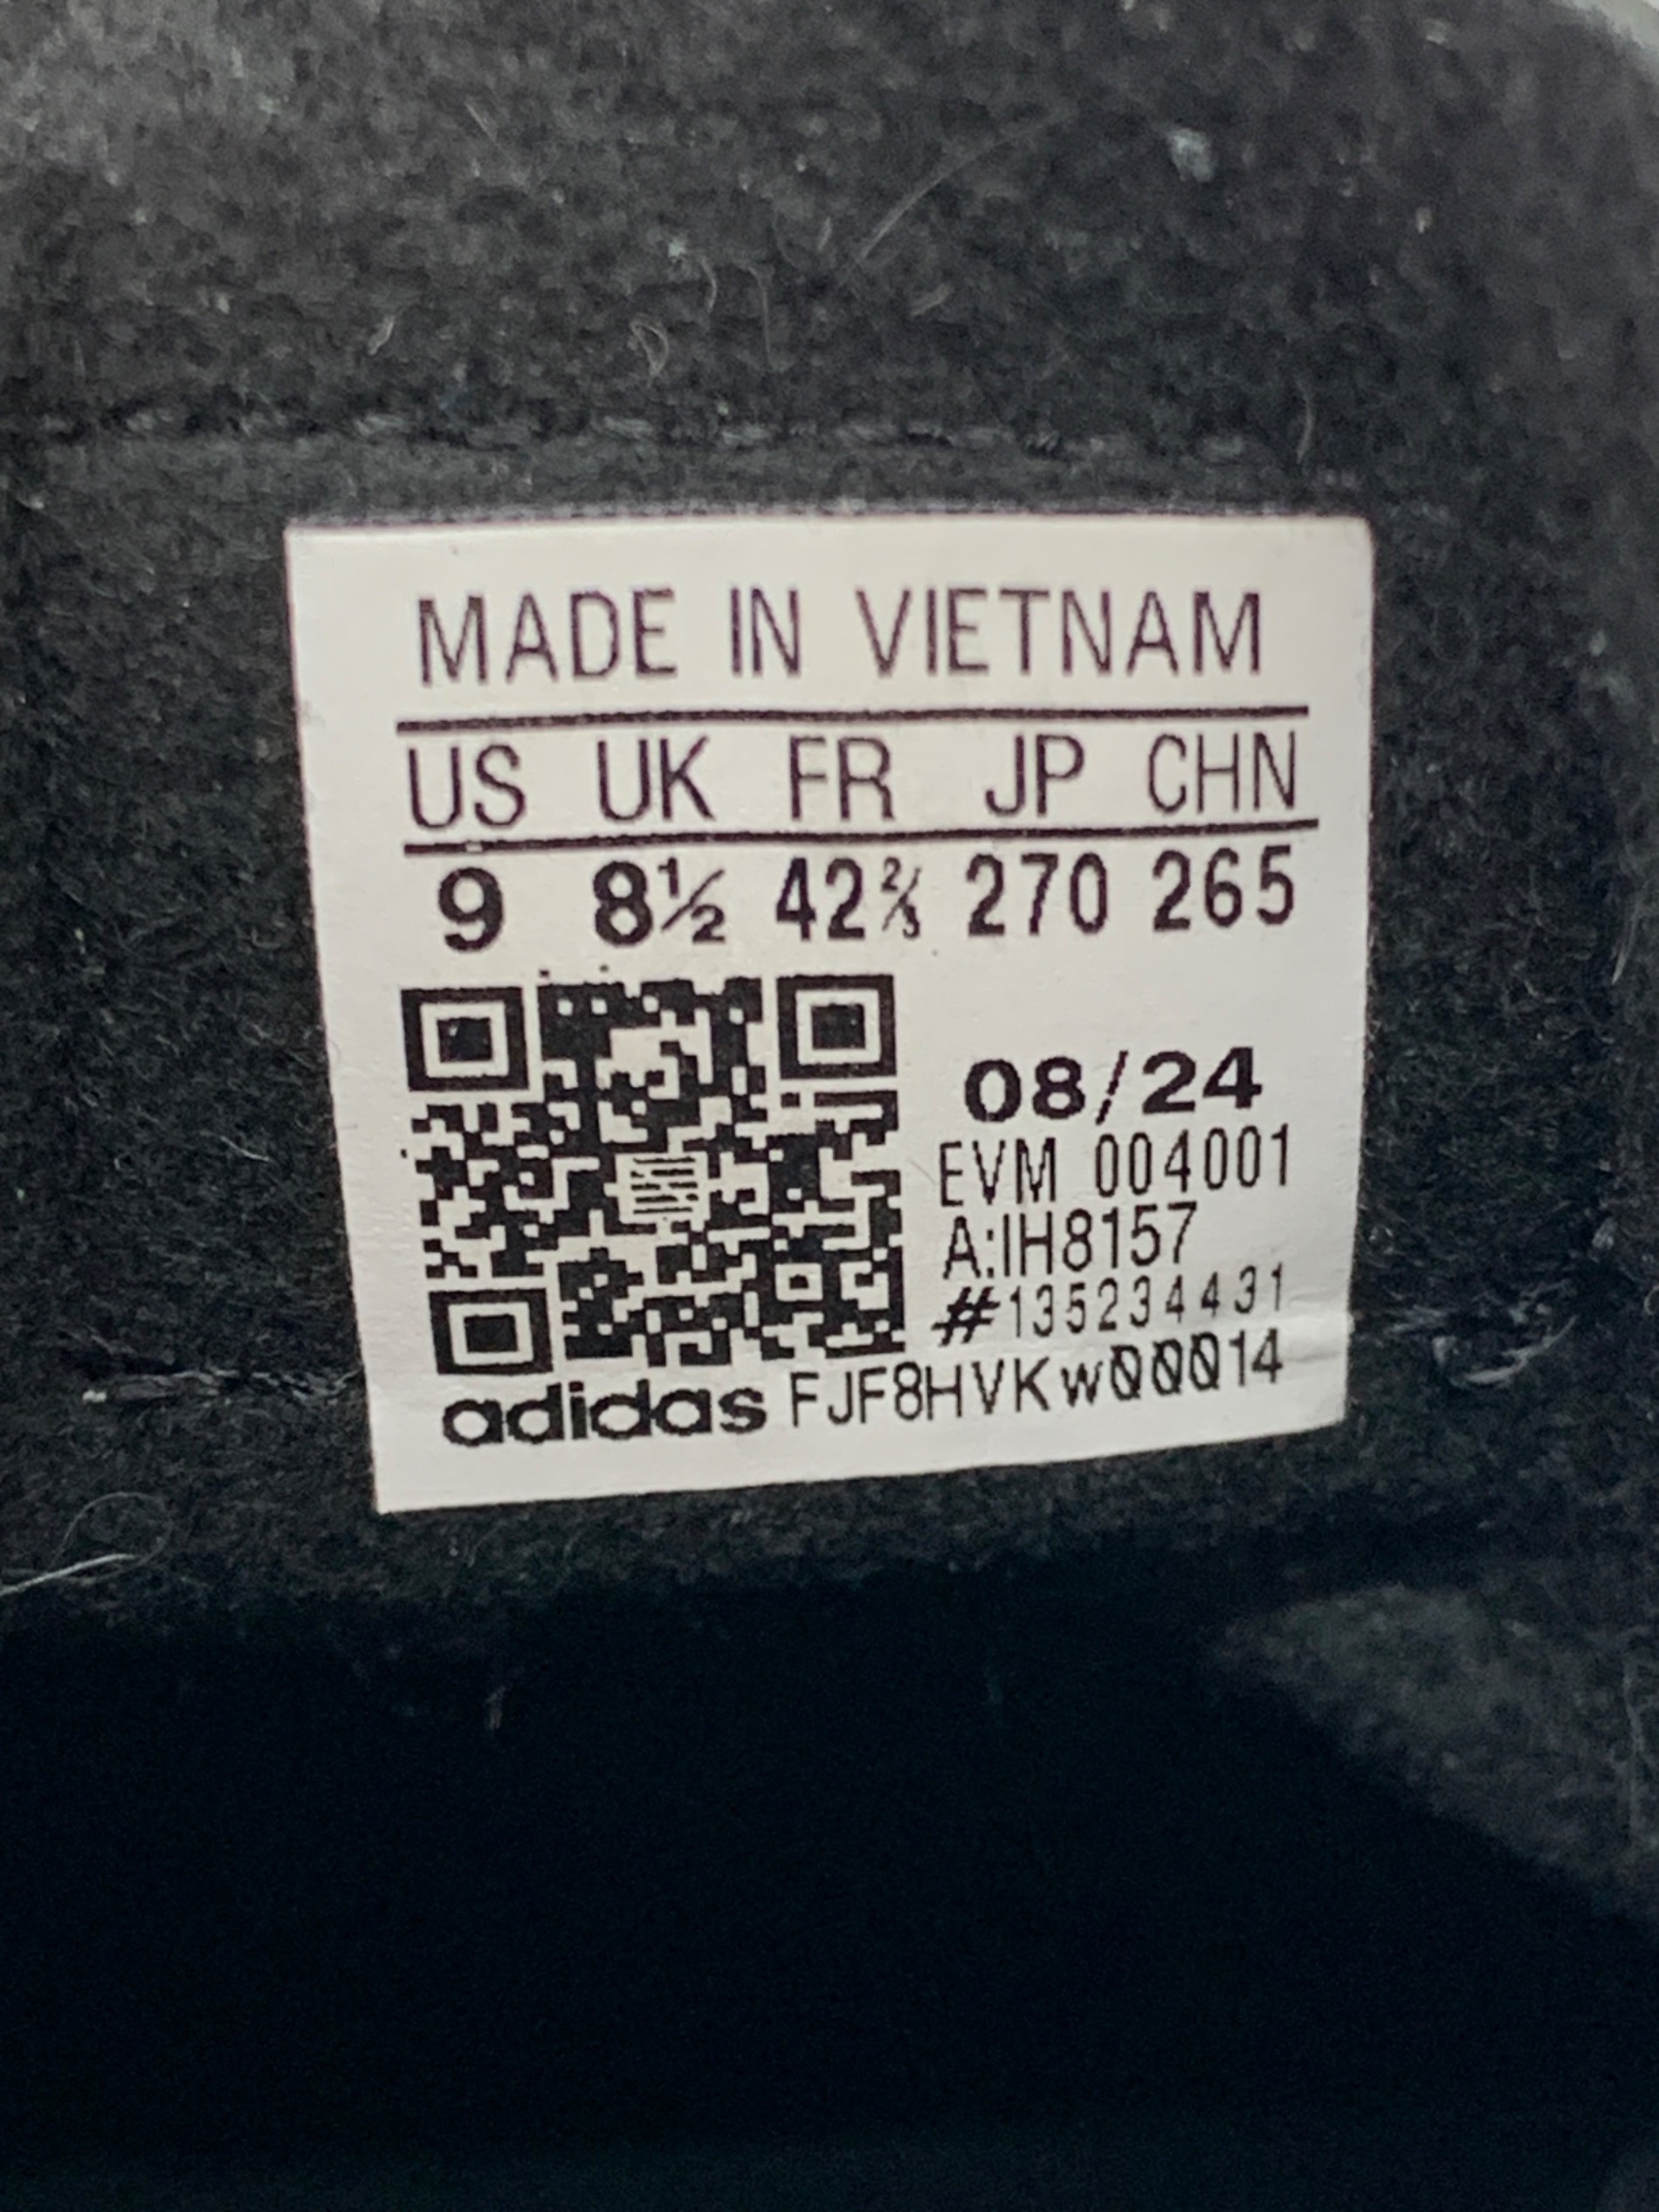 MADE IN VIETNAM
US UK FR JP CHN
9 8½ 42⅔ 270 265
08/24
EVM 004001
A:IH8157
#135234431
adidas FJF8HVKw00014